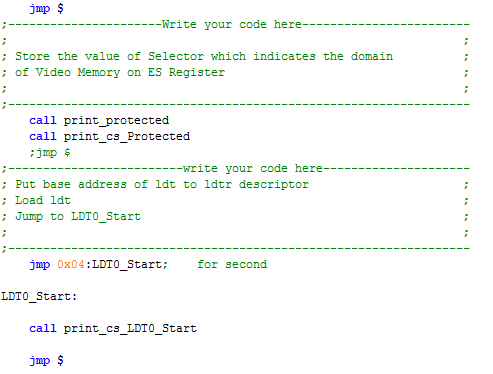 jmp $
;----------------------Write your code here------------------------
; ;
; Store the value of Selector which indicates the domain ;
; of Video Memory on ES Register ;
; ;
;------------------------------------------------------------------
call print_protected
call print_cs_Protected
;jmp $
;-------------------------write your code here---------------------
; Put base address of ldt to ldtr descriptor ;
; Load ldt ;
; Jump to LDT0_Start ;
; ;
;------------------------------------------------------------------
jmp 0x04:LDT0_Start; for second
LDT0_Start:
call print_cs_LDT0_Start
jmp $